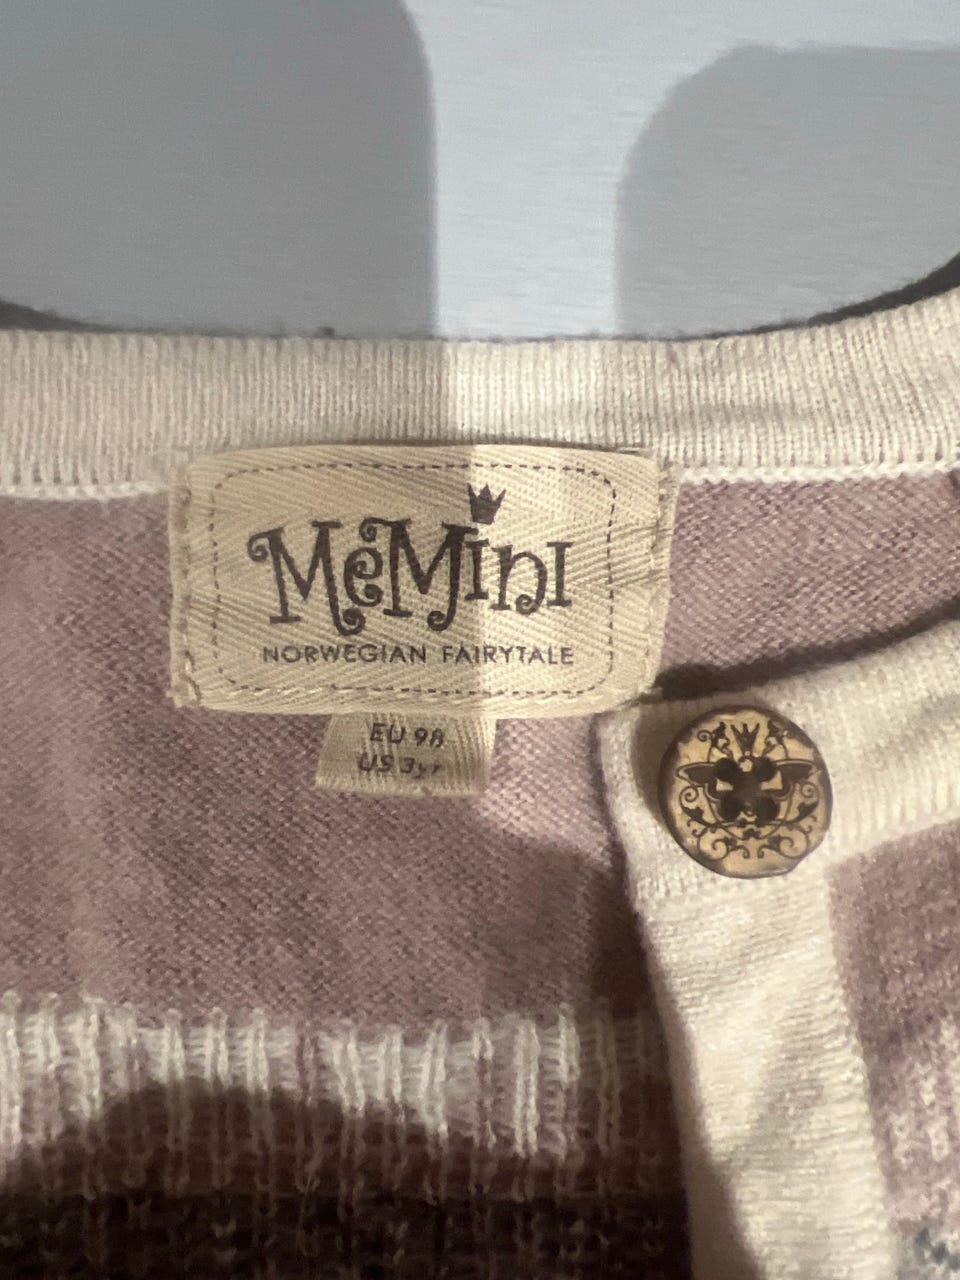 MeMini
NORWEGIAN FAIRYTALE
EU 98
US 3yr